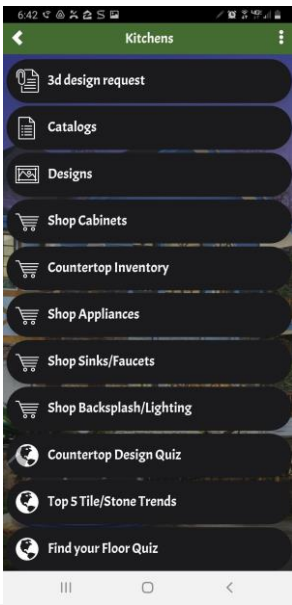 6:42
Kitchens
3d design request
Catalogs
Designs
Shop Cabinets
Countertop Inventory
Shop Appliances
Shop Sinks/Faucets
Shop Backsplash/Lighting
Countertop Design Quiz
Top 5 Tile/Stone Trends
Find your Floor Quiz